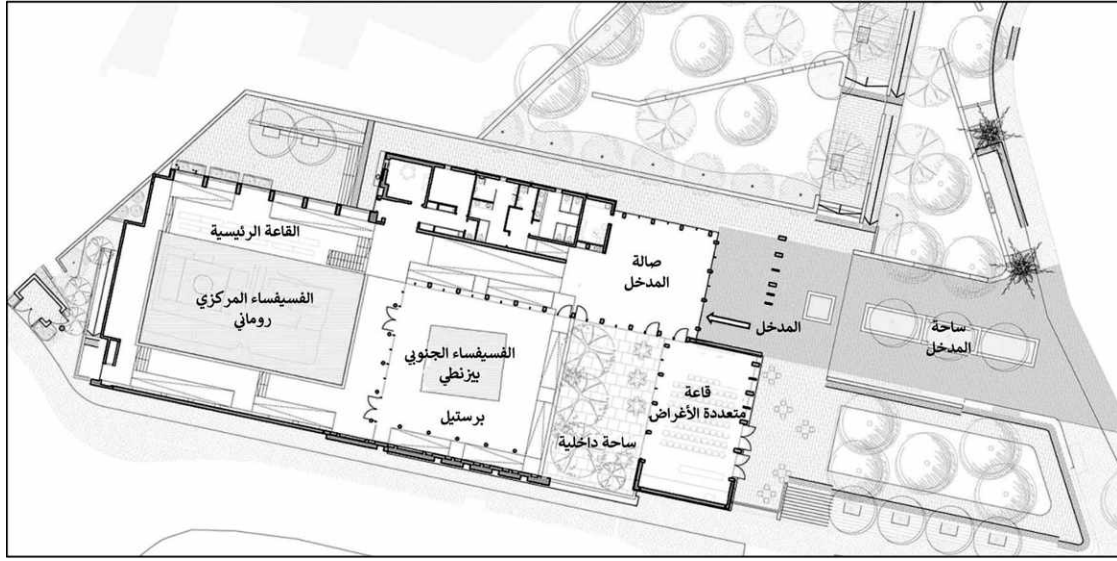 ساحة
المدخل
المدخل
صالة
المدخل
قاعة
متعددة الأغراض
ساحة داخلية
الفسيفساء الجنوبي
بيزنطي
برستيل
القاعة الرئيسية
الفسيفساء المركزي
روماني